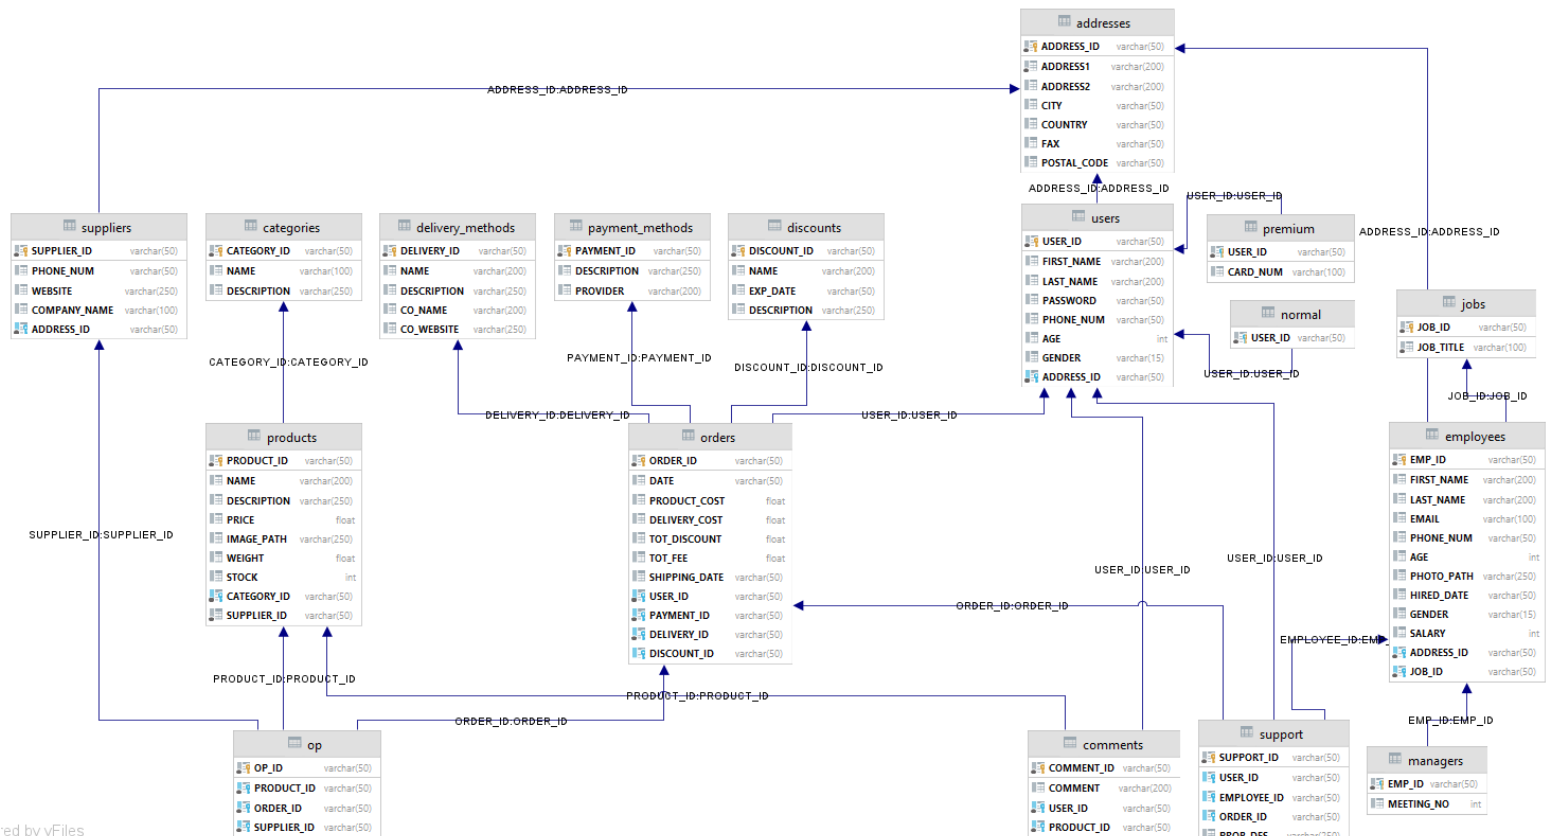 addresses
ADDRESS_ID varchar(50)
ADDRESS1 varchar(200)
ADDRESS2 varchar(200)
CITY varchar(50)
COUNTRY varchar(50)
FAX varchar(50)
POSTAL_CODE varchar(50)
ADDRESS_ID:ADDRESS_ID
ADDRESS_ID:ADDRESS_ID
USER_ID:USER_ID
ADDRESS_ID:ADDRESS_ID
suppliers
SUPPLIER_ID varchar(50)
PHONE_NUM varchar(50)
WEBSITE varchar(250)
COMPANY_NAME varchar(100)
ADDRESS_ID varchar(50)
categories
CATEGORY_ID varchar(50)
NAME varchar(100)
DESCRIPTION varchar(250)
delivery_methods
DELIVERY_ID varchar(50)
NAME varchar(200)
DESCRIPTION varchar(250)
CO_NAME varchar(200)
CO_WEBSITE varchar(250)
payment_methods
PAYMENT_ID varchar(50)
DESCRIPTION varchar(250)
PROVIDER varchar(200)
discounts
DISCOUNT_ID varchar(50)
NAME varchar(200)
EXP_DATE varchar(50)
DESCRIPTION varchar(250)
users
USER_ID varchar(50)
FIRST_NAME varchar(200)
LAST_NAME varchar(200)
PASSWORD varchar(50)
PHONE_NUM varchar(50)
AGE int
GENDER varchar(15)
ADDRESS_ID varchar(50)
premium
USER_ID varchar(50)
CARD_NUM varchar(100)
normal
USER_ID varchar(50)
USER_ID:USER_ID
jobs
JOB_ID varchar(50)
JOB_TITLE varchar(100)
JOB_ID:JOB_ID
CATEGORY_ID:CATEGORY_ID
PAYMENT_ID:PAYMENT_ID
DISCOUNT_ID:DISCOUNT_ID
DELIVERY_ID:DELIVERY_ID
USER_ID:USER_ID
products
PRODUCT_ID varchar(50)
NAME varchar(200)
DESCRIPTION varchar(250)
PRICE float
IMAGE_PATH varchar(250)
WEIGHT float
STOCK int
CATEGORY_ID varchar(50)
SUPPLIER_ID varchar(50)
orders
ORDER_ID varchar(50)
DATE varchar(50)
PRODUCT_COST float
DELIVERY_COST float
TOT_DISCOUNT float
TOT_FEE float
SHIPPING_DATE varchar(50)
USER_ID varchar(50)
PAYMENT_ID varchar(50)
DELIVERY_ID varchar(50)
DISCOUNT_ID varchar(50)
employees
EMP_ID varchar(50)
FIRST_NAME varchar(200)
LAST_NAME varchar(200)
EMAIL varchar(100)
PHONE_NUM varchar(50)
AGE int
PHOTO_PATH varchar(250)
HIRED_DATE varchar(50)
GENDER varchar(15)
SALARY int
ADDRESS_ID varchar(50)
JOB_ID varchar(50)
SUPPLIER_ID:SUPPLIER_ID
USER_ID:USER_ID
USER_ID:USER_ID
ORDER_ID:ORDER_ID
PRODUCT_ID:PRODUCT_ID
PRODUCT_ID:PRODUCT_ID
ORDER_ID:ORDER_ID
EMP_ID:EMP_ID
op
OP_ID varchar(50)
PRODUCT_ID varchar(50)
ORDER_ID varchar(50)
SUPPLIER_ID varchar(50)
comments
COMMENT_ID varchar(50)
COMMENT varchar(200)
USER_ID varchar(50)
PRODUCT_ID varchar(50)
support
SUPPORT_ID varchar(50)
USER_ID varchar(50)
EMPLOYEE_ID varchar(50)
ORDER_ID varchar(50)
managers
EMP_ID varchar(50)
MEETING_NO int
by yFiles